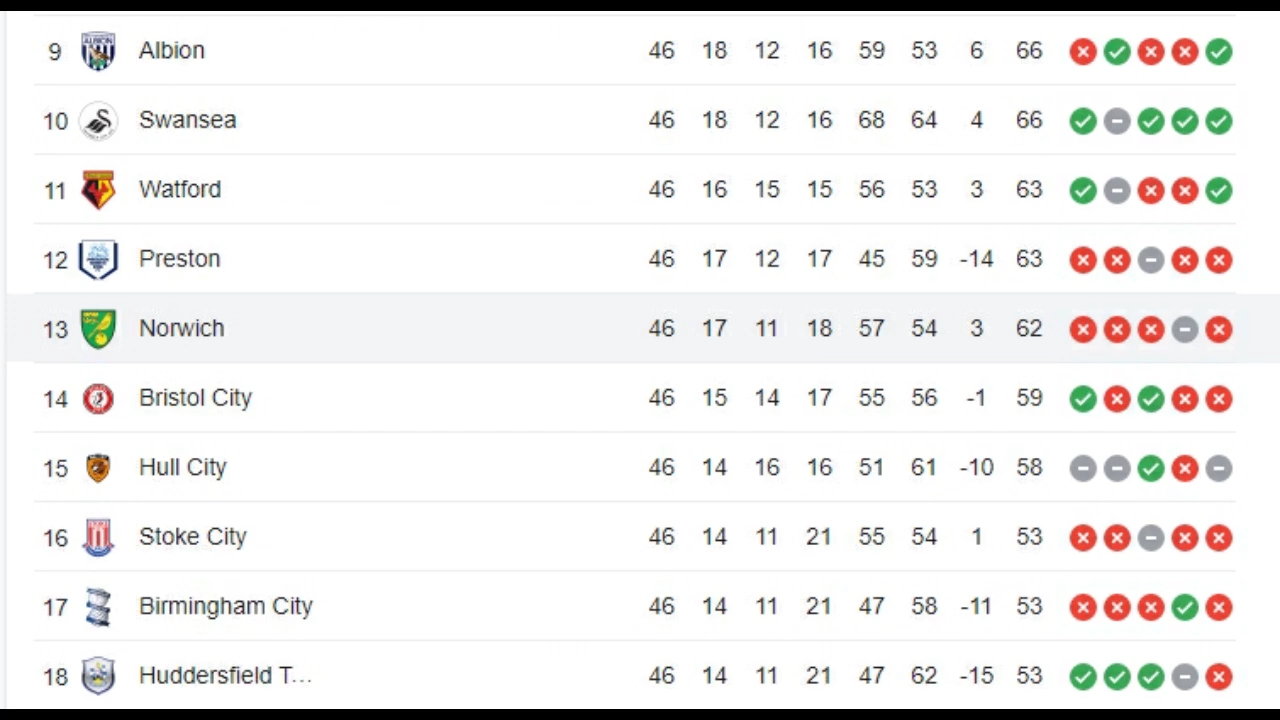 9 Albion 46 18 12 16 59 53 6 66
10 Swansea 46 18 12 16 68 64 4 66
11 Watford 46 16 15 15 56 53 3 63
12 Preston 46 17 12 17 45 59 -14 63
13 Norwich 46 17 11 18 57 54 3 62
14 Bristol City 46 15 14 17 55 56 -1 59
15 Hull City 46 14 16 16 51 61 -10 58
16 Stoke City 46 14 11 21 55 54 1 53
17 Birmingham City 46 14 11 21 47 58 -11 53
18 Huddersfield T... 46 14 11 21 47 62 -15 53